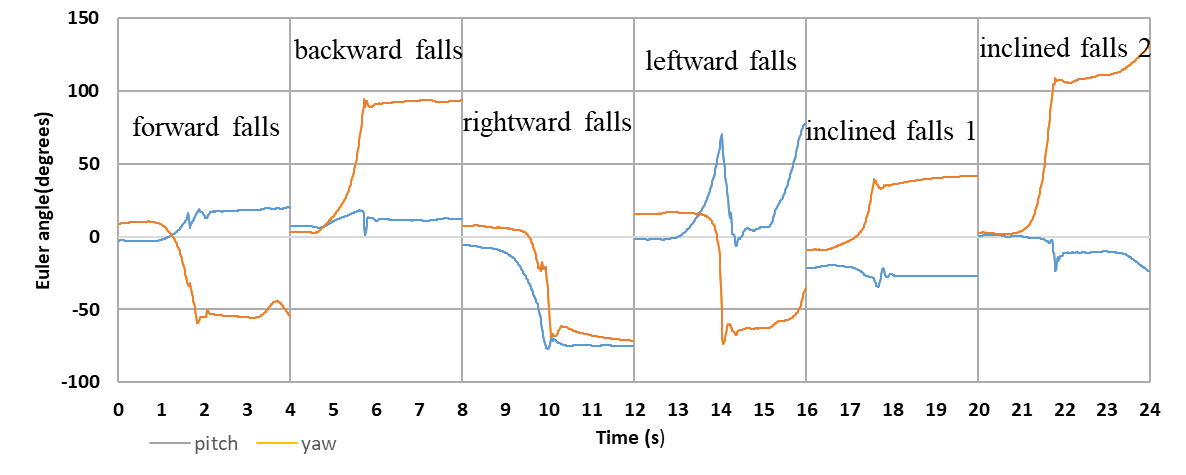 150
100
50
0
-50
-100
Euler angle(degrees)
forward falls
backward falls
rightward falls
leftward falls
inclined falls 1
inclined falls 2
0 1 2 3 4 5 6 7 8 9 10 11 12 13 14 15 16 17 18 19 20 21 22 23 24
Time (s)
pitch yaw